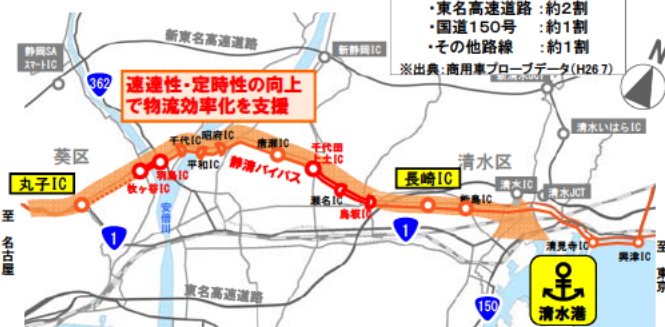 ・東名高速道路：約2割
・国道150号　：約1割
・その他路線　：約1割
※出典：商用車プローブデータ(H26 7)
新東名高速道路
静岡SA
スマートIC
新静岡IC
362
速達性・定時性の向上
で物流効率化を支援
清水いはらIC
千代IC
昭府IC
唐瀬IC
千代田
上土IC
葵区
平和IC
静清バイパス
清水区
丸子IC
羽鳥IC
牧ヶ谷IC
長崎IC
清水IC
清水JCT
瀬名IC
鳥坂IC
能島IC
至 名古屋
1
安倍川
1
清見寺IC
興津IC
至 東京
東名高速道路
150
清水港